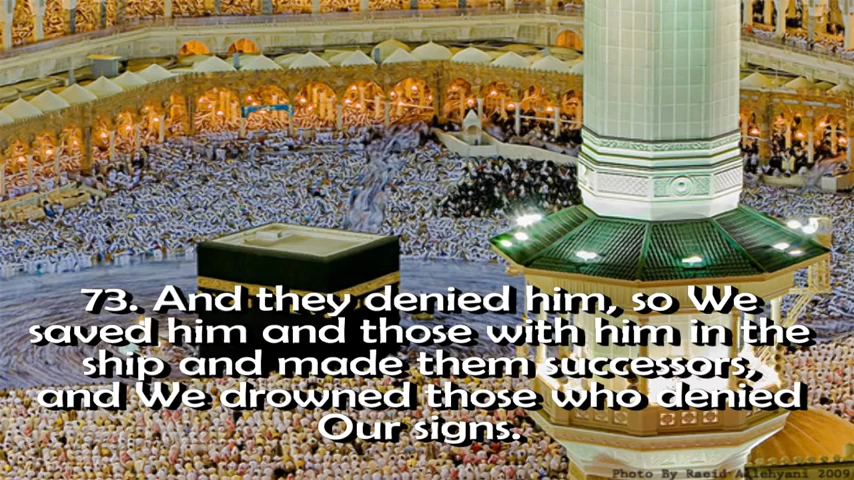 73. And they denied him, so We
saved him and those with him in the
ship and made them successors,
and We drowned those who denied
Our signs.
Photo By Raeid Allehyani 2009